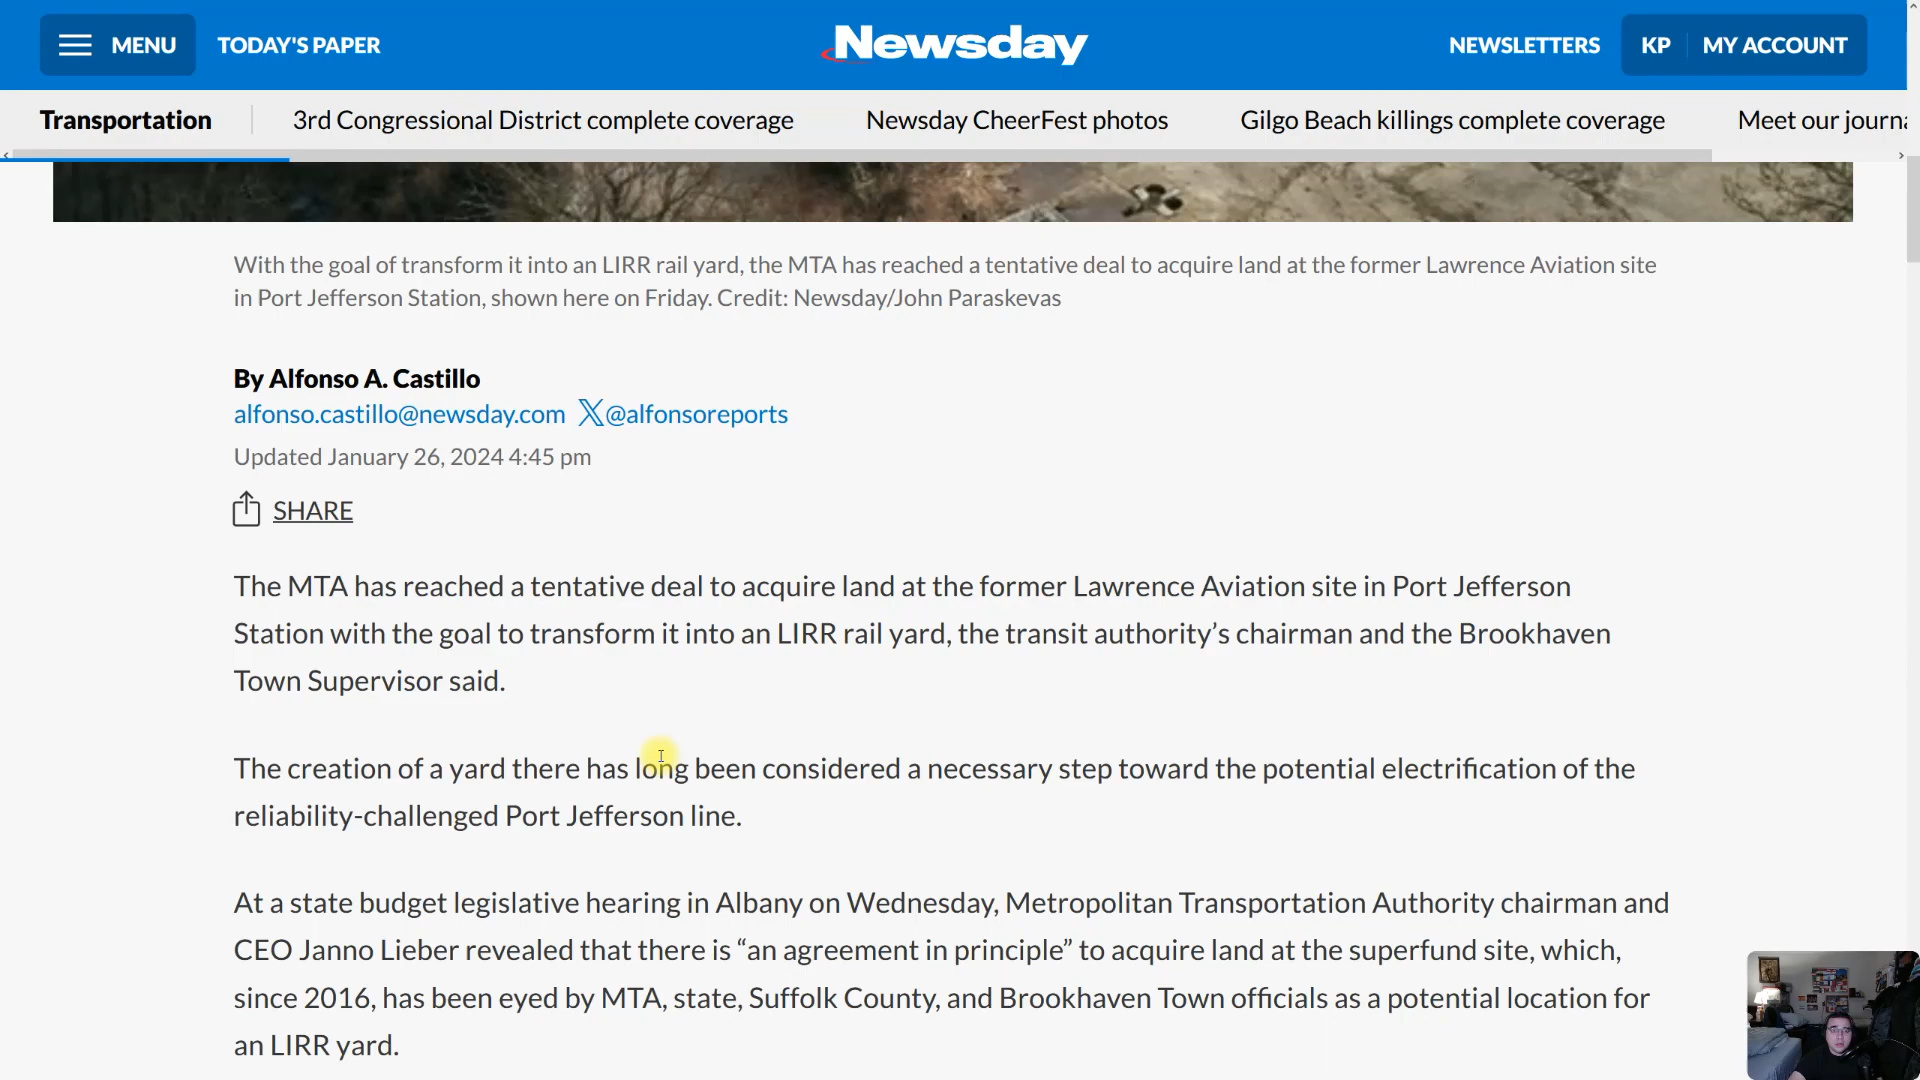 MENU
TODAY'S PAPER
Newsday
NEWSLETTERS
KP
MY ACCOUNT
Transportation
3rd Congressional District complete coverage
Newsday CheerFest photos
Gilgo Beach killings complete coverage
Meet our journa
With the goal of transform it into an LIRR rail yard, the MTA has reached a tentative deal to acquire land at the former Lawrence Aviation site
in Port Jefferson Station, shown here on Friday. Credit: Newsday/John Paraskevas
By Alfonso A. Castillo
alfonso.castillo@newsday.com @alfonsoreports
Updated January 26, 2024 4:45 pm
SHARE
The MTA has reached a tentative deal to acquire land at the former Lawrence Aviation site in Port Jefferson
Station with the goal to transform it into an LIRR rail yard, the transit authority’s chairman and the Brookhaven
Town Supervisor said.
The creation of a yard there has long been considered a necessary step toward the potential electrification of the
reliability-challenged Port Jefferson line.
At a state budget legislative hearing in Albany on Wednesday, Metropolitan Transportation Authority chairman and
CEO Janno Lieber revealed that there is “an agreement in principle” to acquire land at the superfund site, which,
since 2016, has been eyed by MTA, state, Suffolk County, and Brookhaven Town officials as a potential location for
an LIRR yard.